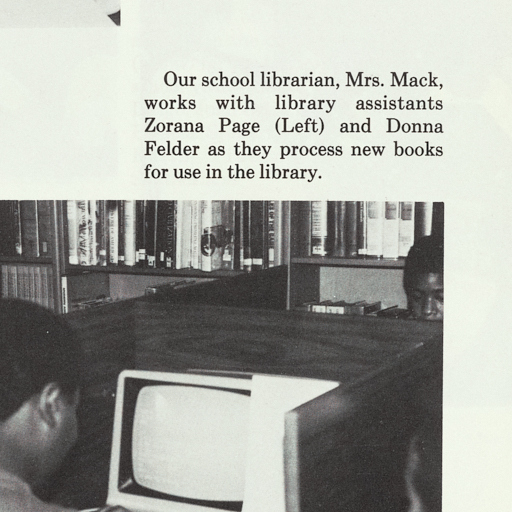 Our school librarian, Mrs. Mack,
works with library assistants
Zorana Page (Left) and Donna
Felder as they process new books
for use in the library.